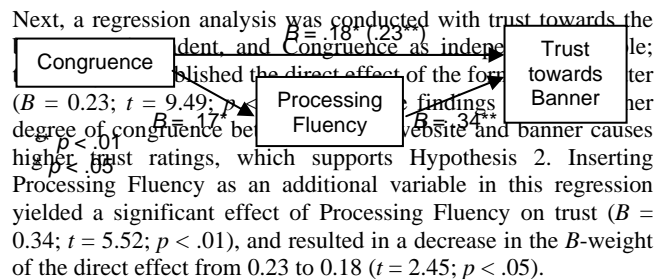 Next, a regression analysis was conducted with trust towards the
dent, and Congruence as indepe le;
blished the direct effect of the for ter
(B = 0.23; t = 9.49; p < findings er
degree of congruence be website and banner causes
higher trust ratings, which supports Hypothesis 2. Inserting
Processing Fluency as an additional variable in this regression
yielded a significant effect of Processing Fluency on trust (B =
0.34; t = 5.52; p < .01), and resulted in a decrease in the B-weight
of the direct effect from 0.23 to 0.18 (t = 2.45; p < .05).
B = .18* (.23**)
Congruence
Trust
towards
Banner
Processing
Fluency
B = .17*
B = .34**
** p < .01
* p < .05